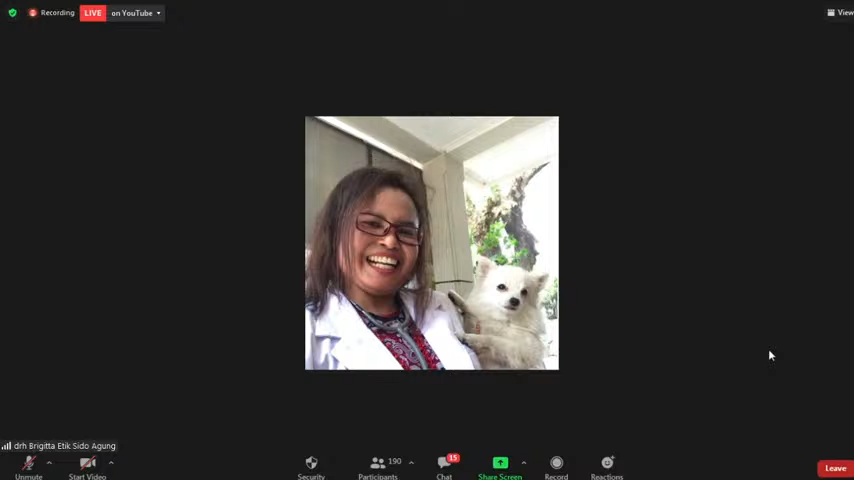 Recording LIVE on YouTube View
drh Brigitta Etik Sido Agung
190 15
Unmute Start Video Security Participants Chat Share Screen Record Reactions Leave